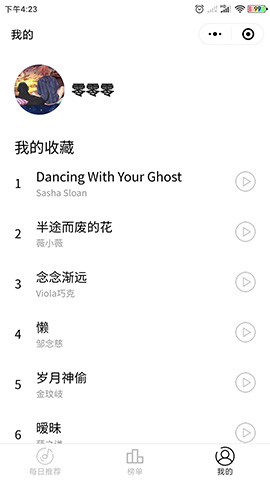 下午4:23
99
我的
零零零
我的收藏
1
Dancing With Your Ghost
Sasha Sloan
2
半途而废的花
薇小薇
3
念念渐远
Viola巧克
4
懒
邹念慈
5
岁月神偷
金玟岐
6
暧昧
每日推荐
榜单
我的